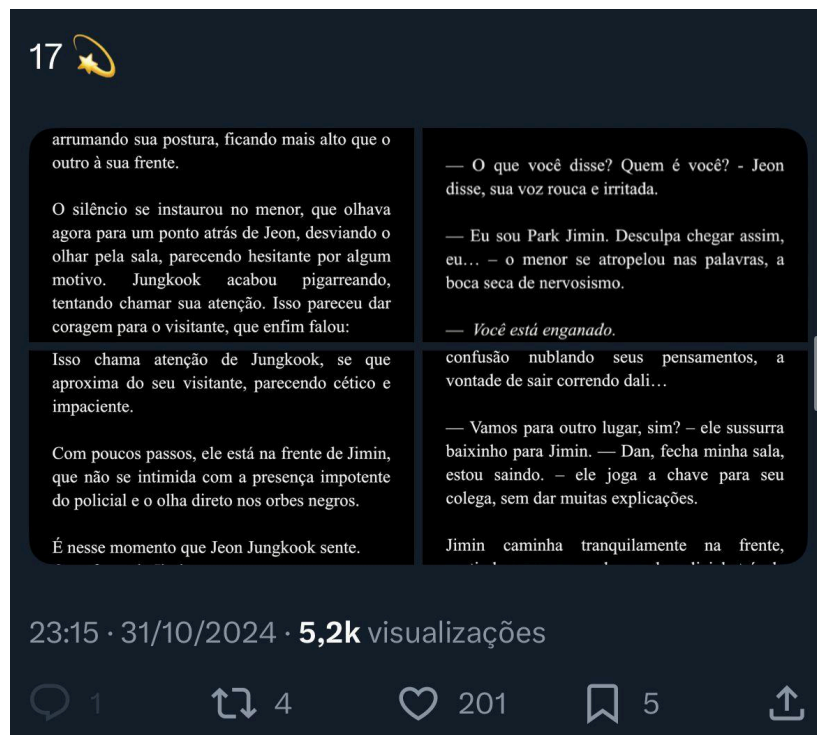 17 💫
arrumando sua postura, ficando mais alto que o
outro à sua frente.
O silêncio se instaurou no menor, que olhava
agora para um ponto atrás de Jeon, desviando o
olhar pela sala, parecendo hesitante por algum
motivo. Jungkook acabou pigarreando,
tentando chamar sua atenção. Isso pareceu dar
coragem para o visitante, que enfim falou:
— O que você disse? Quem é você? - Jeon
disse, sua voz rouca e irritada.
— Eu sou Park Jimin. Desculpa chegar assim,
eu… – o menor se atropelou nas palavras, a
boca seca de nervosismo.
— Você está enganado.
Isso chama atenção de Jungkook, se que
aproxima do seu visitante, parecendo cético e
impaciente.
Com poucos passos, ele está na frente de Jimin,
que não se intimida com a presença impotente
do policial e o olha direto nos orbes negros.
É nesse momento que Jeon Jungkook sente.
confusão nublando seus pensamentos, a
vontade de sair correndo dali…
— Vamos para outro lugar, sim? – ele sussurra
baixinho para Jimin. — Dan, fecha minha sala,
estou saindo. – ele joga a chave para seu
colega, sem dar muitas explicações.
Jimin caminha tranquilamente na frente,
23:15 · 31/10/2024 · 5,2k visualizações
1 4 201 5